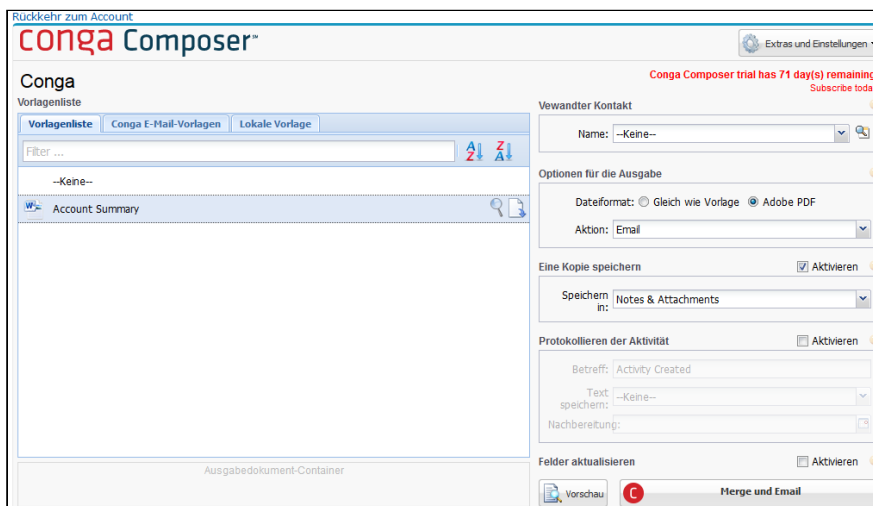 Rückkehr zum Account
conga Composer™
Extras und Einstellungen
Conga Composer trial has 71 day(s) remaining
Subscribe toda
Conga
Vorlagenliste
Vorlagenliste Conga E-Mail-Vorlagen Lokale Vorlage
Filter ...
A Z Z A
--Keine--
Account Summary
Ausgabedokument-Container
Vewandter Kontakt
Name: --Keine--
Optionen für die Ausgabe
Dateiformat: Gleich wie Vorlage Adobe PDF
Aktion: Email
Eine Kopie speichern Aktivieren
Speichern in: Notes & Attachments
Protokollieren der Aktivität Aktivieren
Betreff: Activity Created
Text speichern: --Keine--
Nachbereitung:
Felder aktualisieren Aktivieren
Vorschau C Merge und Email